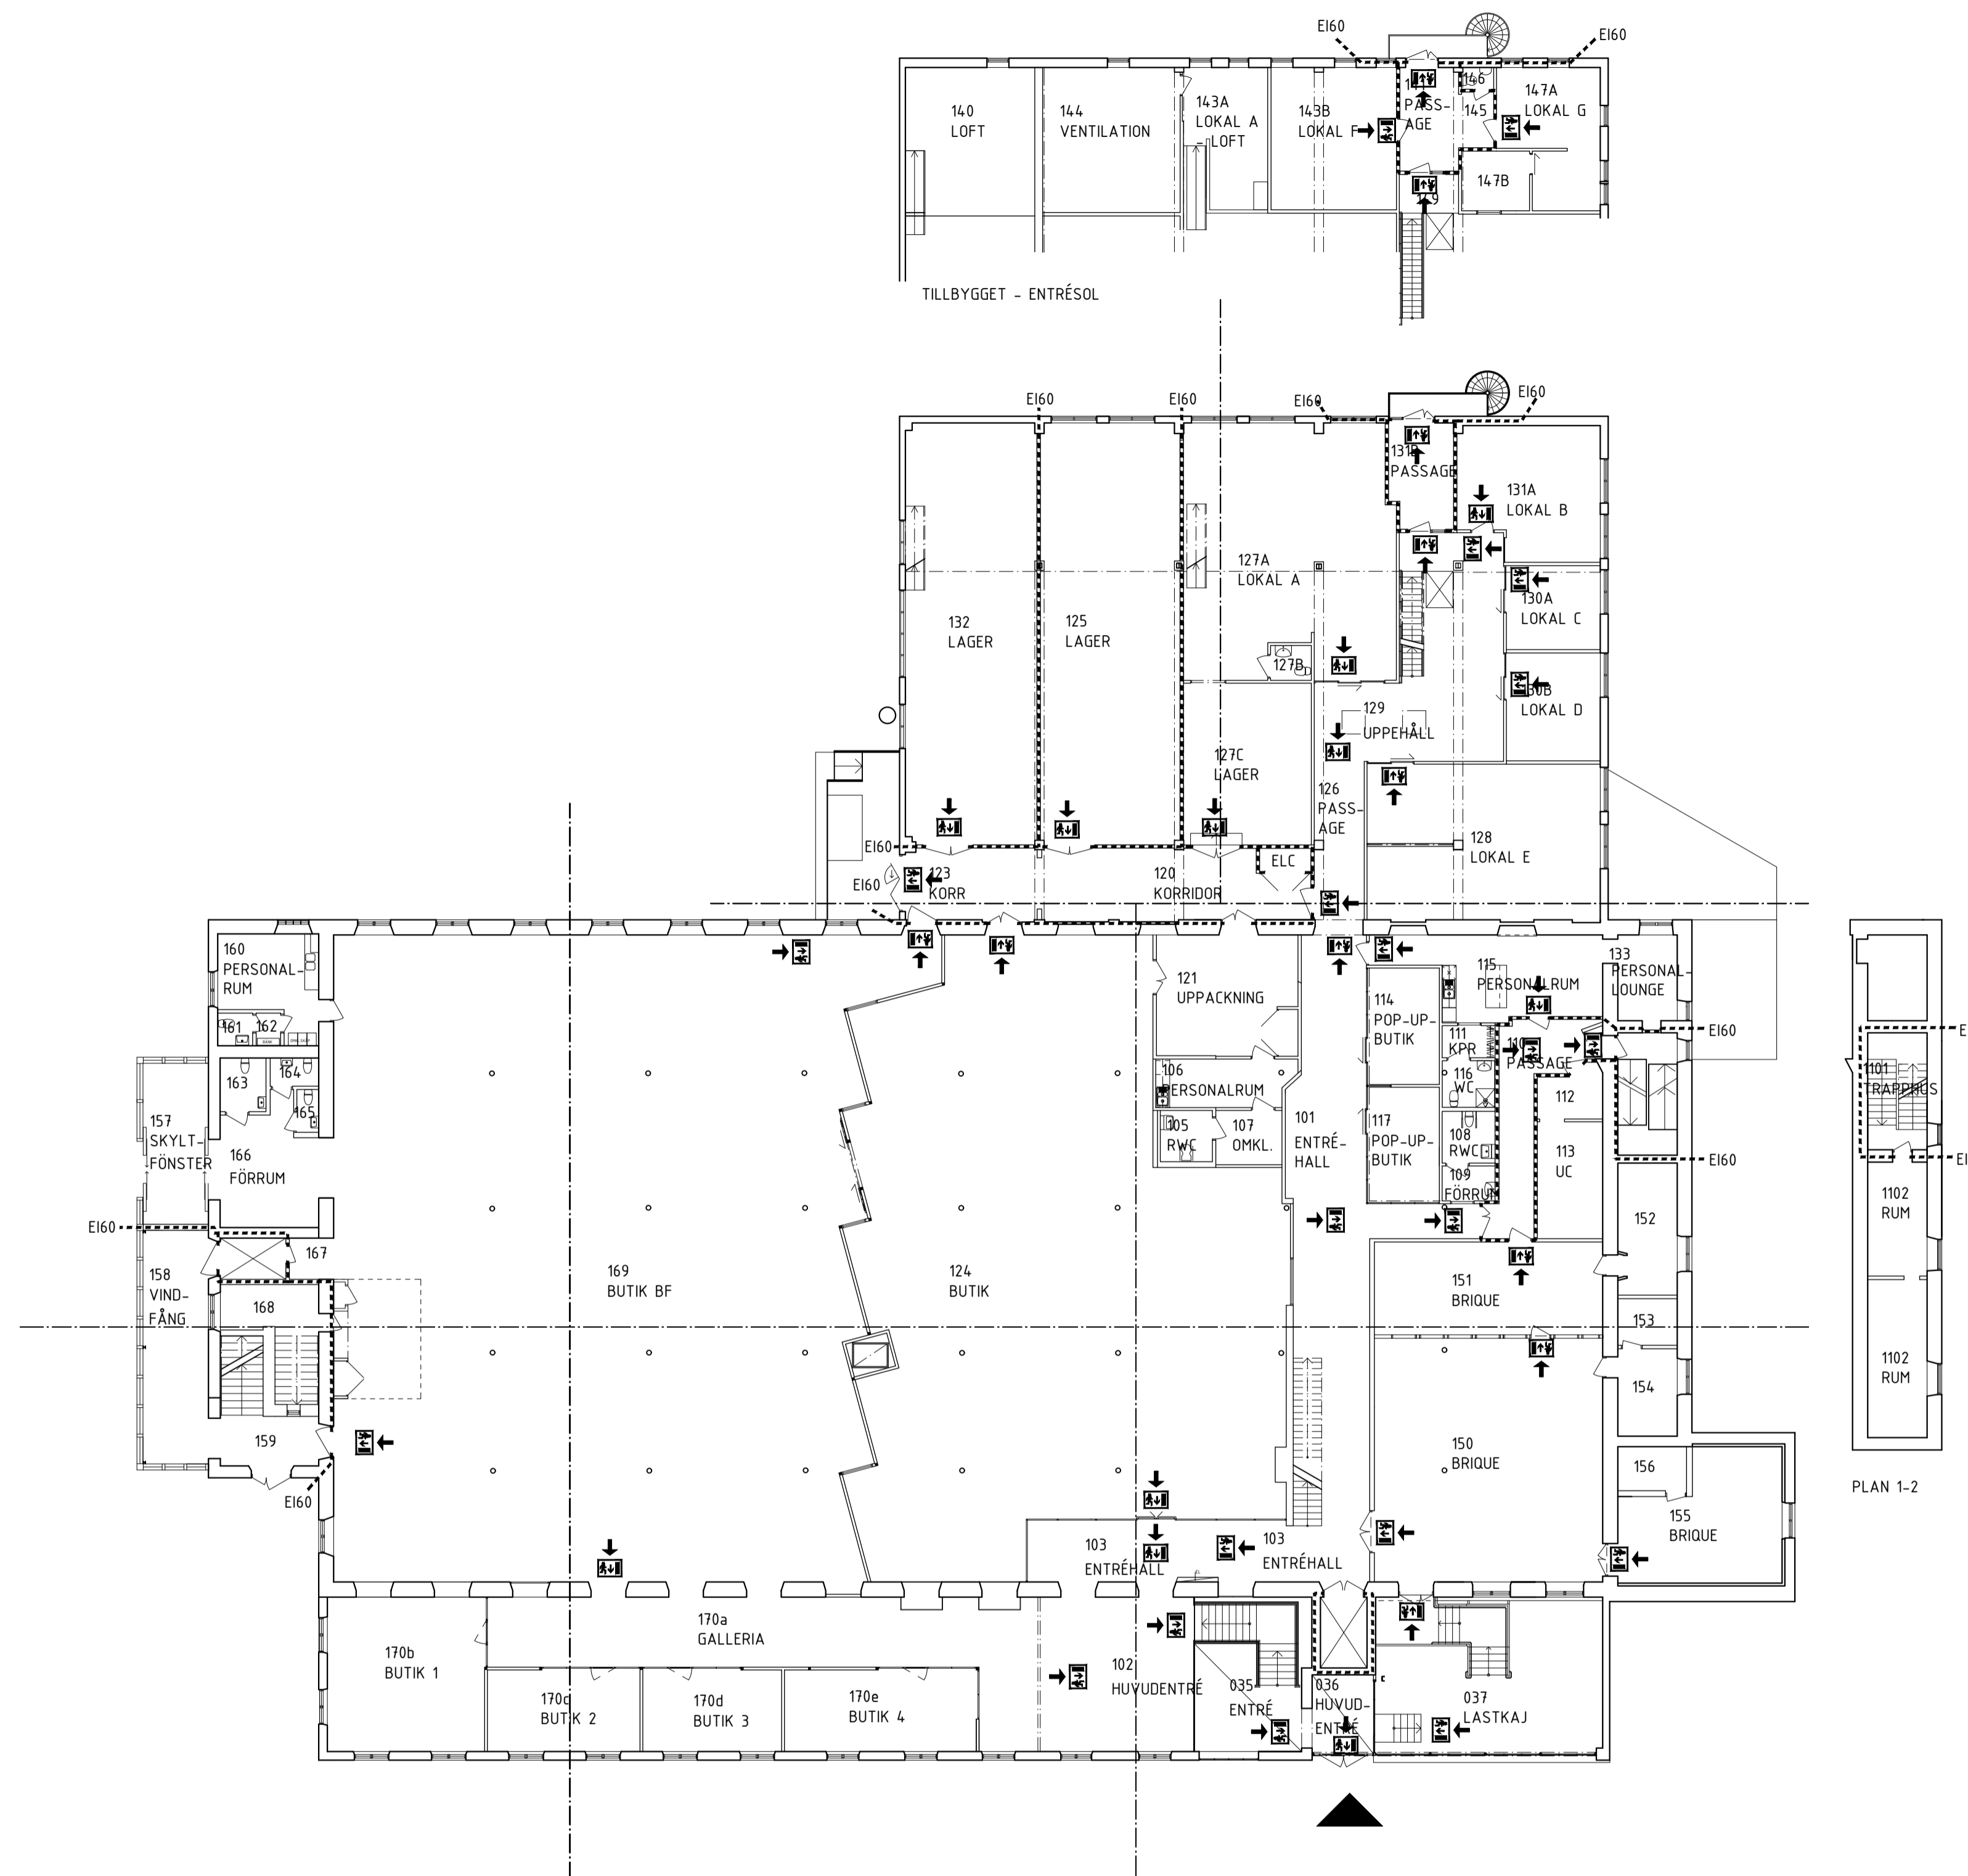 EI60
EI60
140
LOFT
144
VENTILATION
143A
LOKAL A
- LOFT
143B
LOKAL F
PASS-
AGE
146
145
147A
LOKAL G
147B
TILLBYGGET - ENTRÉSOL
EI60
EI60
EI60
EI60
131B
PASSAGE
131A
LOKAL B
127A
LOKAL A
130A
LOKAL C
132
LAGER
125
LAGER
127B
LOKAL D
129
UPPEHÅLL
127C
LAGER
126
PASS-
AGE
128
LOKAL E
EI60
ELC
EI60
123
KORR
120
KORRIDOR
160
PERSONAL-
RUM
161
162
163
164
165
157
SKYLT-
FÖNSTER
166
FÖRRUM
EI60
167
158
VIND-
FÅNG
168
159
EI60
169
BUTIK BF
124
BUTIK
121
UPPACKNING
106
PERSONALRUM
105
RWC
107
OMKL.
101
ENTRÉ-
HALL
114
POP-UP-
BUTIK
117
POP-UP-
BUTIK
115
PERSONALRUM
133
PERSONAL-
LOUNGE
111
KPR
116
WC
108
RWC
109
FÖRRUM
PASSAGE
112
113
UC
EI60
EI60
152
151
BRIQUE
153
154
150
BRIQUE
156
155
BRIQUE
103
ENTRÉHALL
103
ENTRÉHALL
170a
GALLERIA
170b
BUTIK 1
170c
BUTIK 2
170d
BUTIK 3
170e
BUTIK 4
102
HUVUDENTRÉ
035
ENTRÉ
036
HUVUD-
ENTRÉ
037
LASTKAJ
1101
TRAPPHUS
1102
RUM
1102
RUM
PLAN 1-2